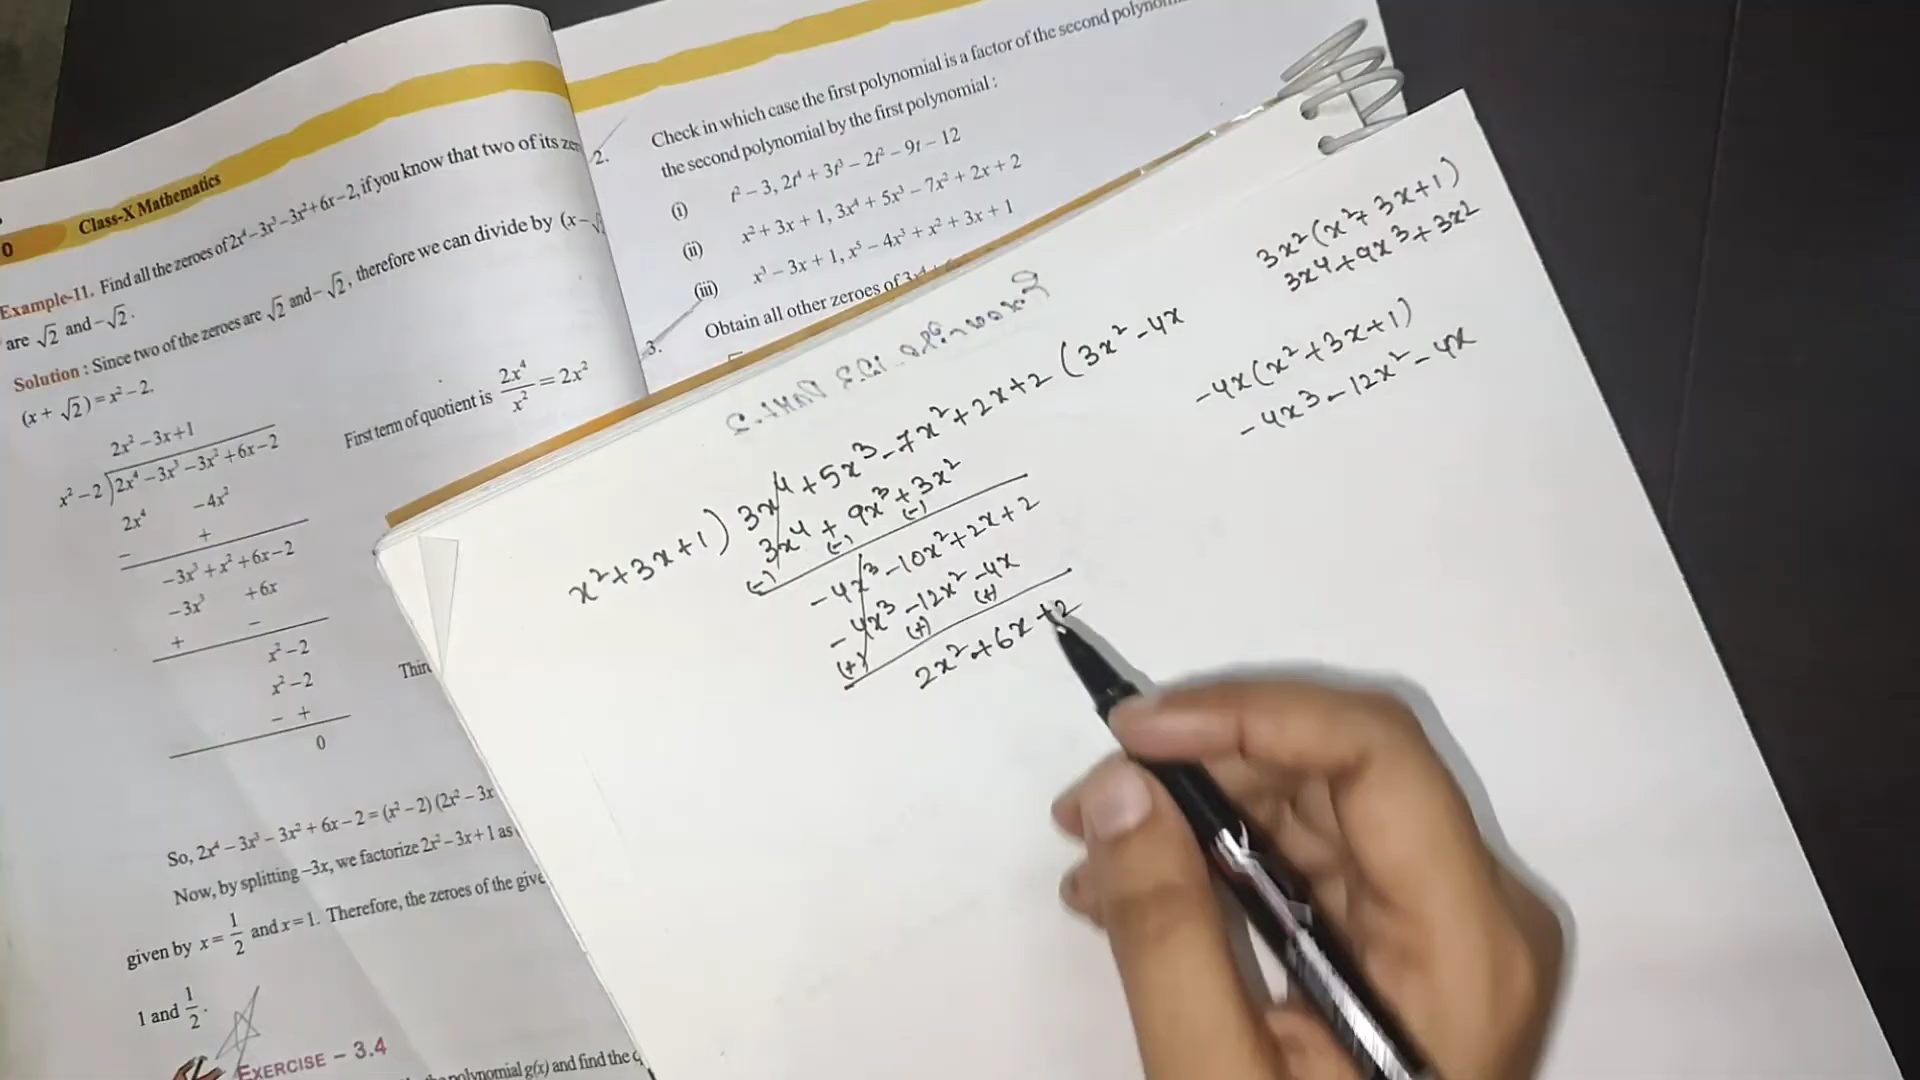 0
Class-X Mathematics
Example-11. Find all the zeroes of 2x⁴ – 3x³ – 3x² + 6x – 2, if you know that two of its
are √2 and –√2.
Solution : Since two of the zeroes are √2 and – √2, therefore we can divide by (x –
(x + √2) = x² – 2.
First term of quotient is 2x⁴/x² = 2x²
2x² – 3x + 1
x² – 2 ) 2x⁴ – 3x³ – 3x² + 6x – 2
2x⁴ – 4x²
– +
–3x³ + x² + 6x – 2
–3x³ + 6x
+ –
x² – 2
x² – 2
– +
0
So, 2x⁴ – 3x³ – 3x² + 6x – 2 = (x² – 2) (2x² – 3x
Now, by splitting –3x, we factorize 2x² – 3x + 1 as
given by x = 1/2 and x = 1. Therefore, the zeroes of the
1 and 1/2.
EXERCISE – 3.4
polynomial g(x) and find the
2. Check in which case the first polynomial is a factor of the second
the second polynomial by the first polynomial :
(i) t² – 3, 2t⁴ + 3t³ – 2t² – 9t – 12
(ii) x² + 3x + 1, 3x⁴ + 5x³ – 7x² + 2x + 2
(iii) x³ – 3x + 1, x⁵ – 4x³ + x² + 3x + 1
3. Obtain all other zeroes of
x²+3x+1) 3x⁴+5x³-7x²+2x+2 (3x²-4x
3x⁴+9x³+3x²
(-) (-) (-)
-4x³-10x²+2x+2
-4x³-12x²-4x
(+) (+) (+)
2x²+6x+2
3x²(x²+3x+1)
3x⁴+9x³+3x²
-4x(x²+3x+1)
-4x³-12x²-4x